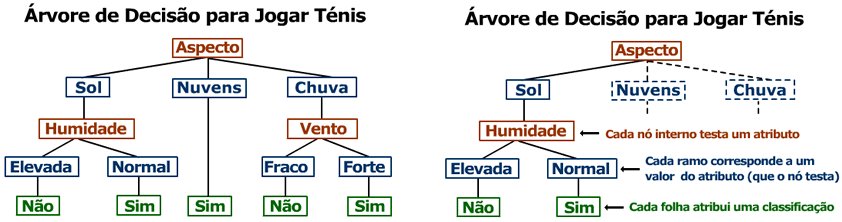 Árvore de Decisão para Jogar Ténis
Aspecto
Sol Nuvens Chuva
Humidade Vento
Elevada Normal Fraco Forte
Não Sim Sim Não Sim
Árvore de Decisão para Jogar Ténis
Aspecto
Sol Nuvens Chuva
Humidade Cada nó interno testa um atributo
Elevada Normal Cada ramo corresponde a um
valor do atributo (que o nó testa)
Não Sim Cada folha atribui uma classificação